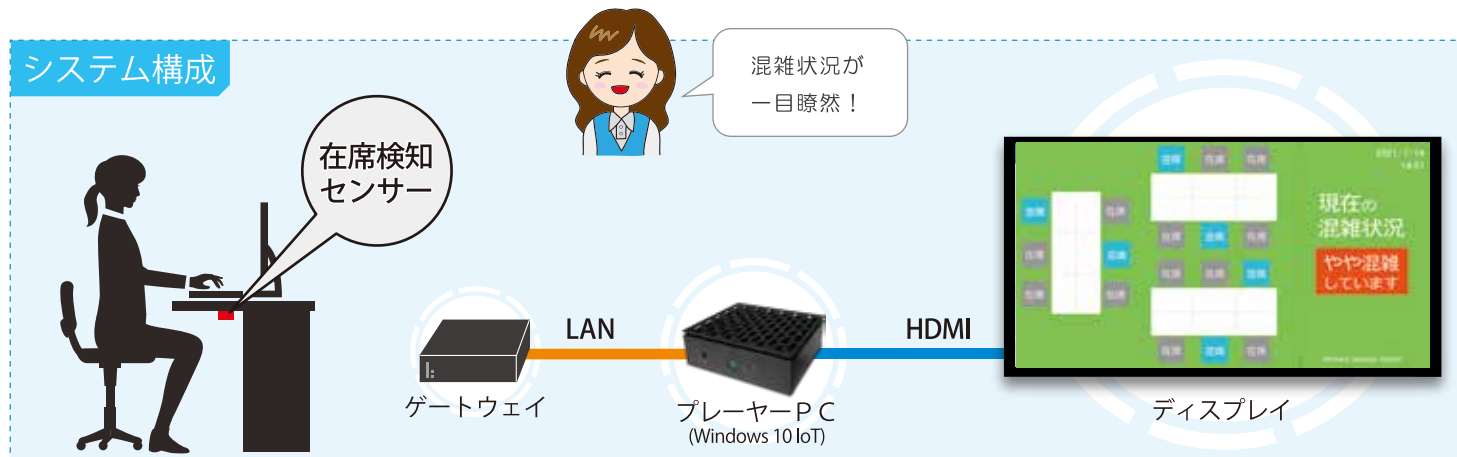 システム構成
混雑状況が
一目瞭然！
在席検知
センサー
LAN
HDMI
ゲートウェイ
プレーヤーＰＣ
(Windows 10 IoT)
現在の
混雑状況
やや混雑
しています
ディスプレイ